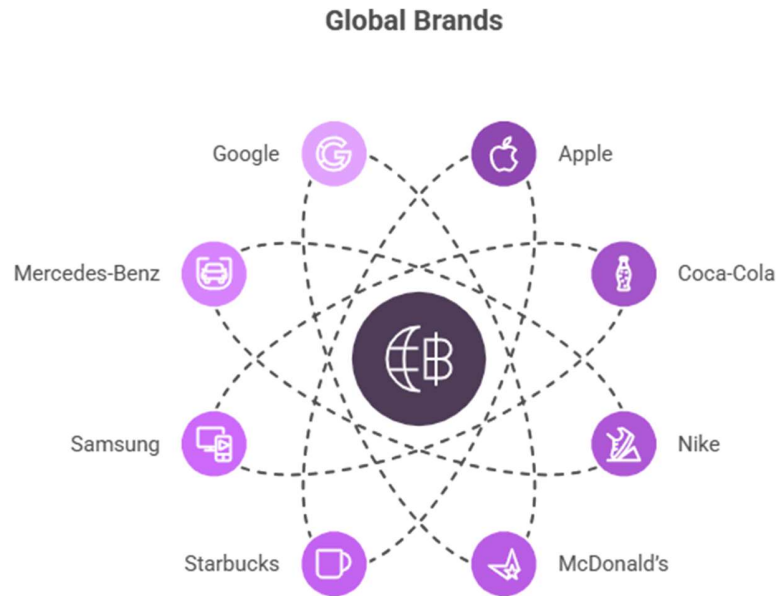 Global Brands
Google
Apple
Mercedes-Benz
Coca-Cola
Samsung
Nike
Starbucks
McDonald's